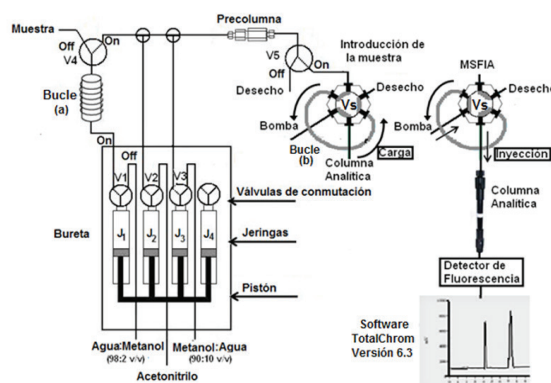 Muestra
Off
On
V4
Bucle
(a)
On
Off
V1
V2
V3
J1
J2
J3
J4
Bureta
Agua:Metanol
(98:2 v/v)
Acetonitrilo
Metanol:Agua
(90:10 v/v)
Válvulas de conmutación
Jeringas
Pistón
Precolumna
V5
Off
On
Desecho
Introducción de
la muestra
Desecho
Vs
Bomba
Bucle
(b)
Carga
Columna
Analítica
MSFIA
Desecho
Vs
Bomba
Inyección
Columna
Analítica
Detector de
Fluorescencia
Software
TotalChrom
Versión 6.3